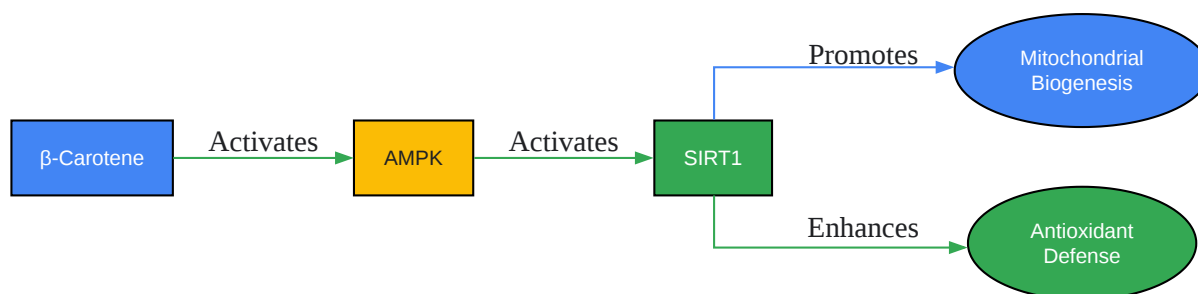 Promotes
Mitochondrial
Biogenesis
β-Carotene
Activates
AMPK
Activates
SIRT1
Enhances
Antioxidant
Defense